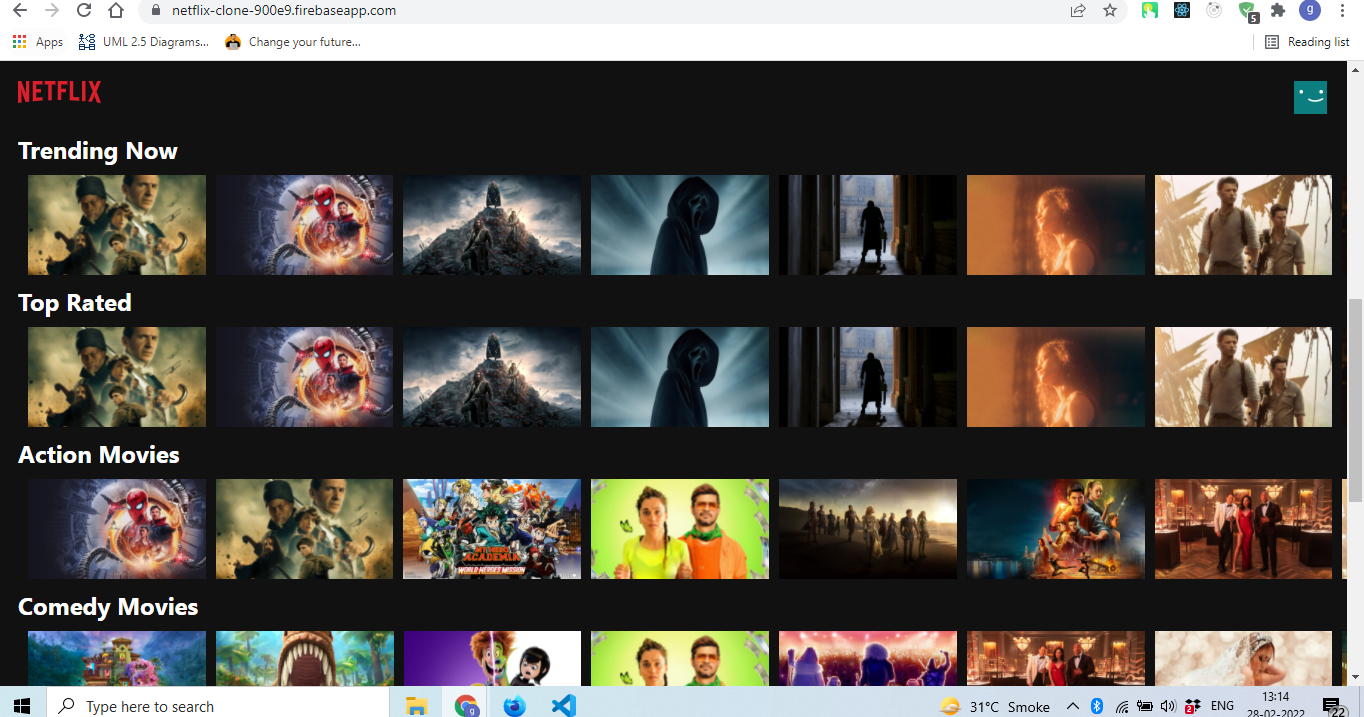 netflix-clone-900e9.firebaseapp.com
g
5
Apps
UML 2.5 Diagrams...
Change your future...
Reading list
NETFLIX
Trending Now
Top Rated
Action Movies
ACADEMIA
WORLD HEROES MISSION
Comedy Movies
Type here to search
g
31°C Smoke
2
ENG
13:14
28-02-2022
22